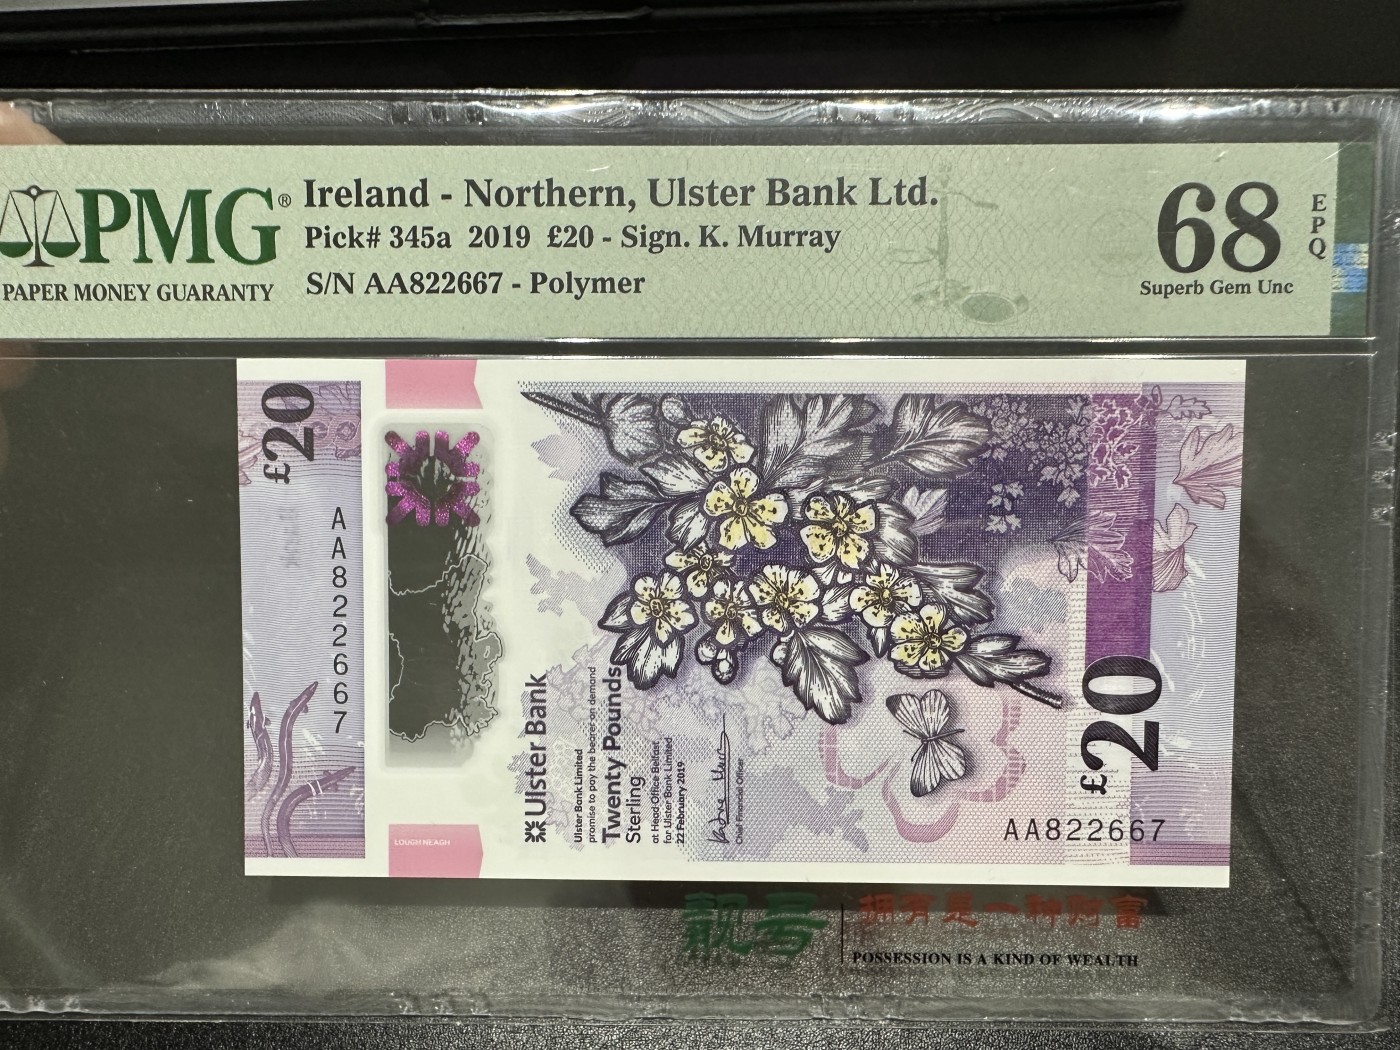 PMG®
PAPER MONEY GUARANTY
Ireland - Northern, Ulster Bank Ltd.
Pick# 345a 2019 £20 - Sign. K. Murray
S/N AA822667 - Polymer
68
EPQ
Superb Gem Unc
£20
AA822667
LOUGH NEAGH
Ulster Bank
Ulster Bank Limited
promise to pay the bearer on demand
Twenty Pounds
Sterling
at Head Office Belfast
for Ulster Bank Limited
22 February 2019
Chief Financial Officer
£20
AA822667
靓号
拥有是一种财富
POSSESSION IS A KIND OF WEALTH